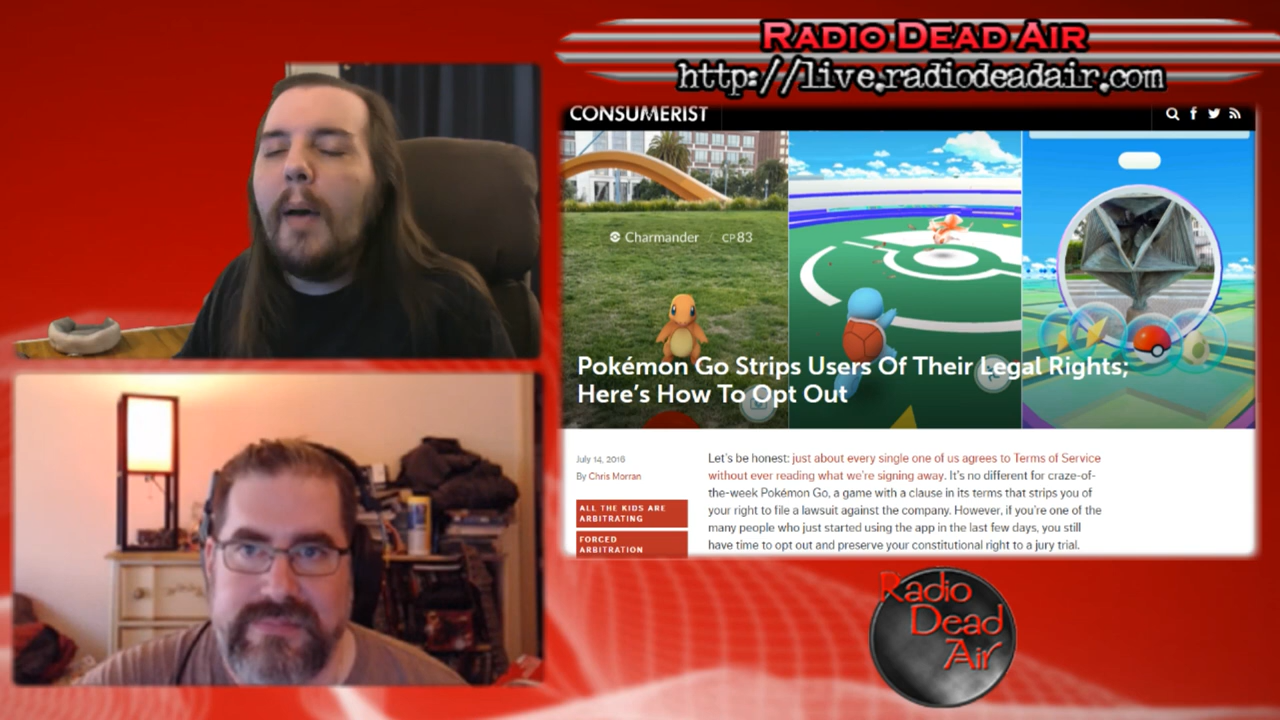 RADIO DEAD AIR
http://live.radiodeadair.com
CONSUMERIST
Charmander / CP83
Pokémon Go Strips Users Of Their Legal Rights;
Here's How To Opt Out
July 14, 2016
By Chris Morran
ALL THE KIDS ARE
ARBITRATING
FORCED
ARBITRATION
Let's be honest: just about every single one of us agrees to Terms of Service
without ever reading what we're signing away. It's no different for craze-of-
the-week Pokémon Go, a game with a clause in its terms that strips you of
your right to file a lawsuit against the company. However, if you're one of the
many people who just started using the app in the last few days, you still
have time to opt out and preserve your constitutional right to a jury trial.
Radio
Dead
Air